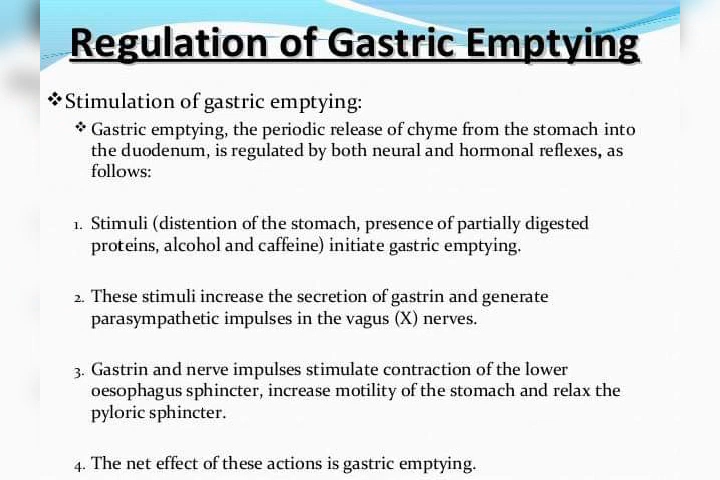 Regulation of Gastric Emptying
❖Stimulation of gastric emptying:
❖ Gastric emptying, the periodic release of chyme from the stomach into
the duodenum, is regulated by both neural and hormonal reflexes, as
follows:
1. Stimuli (distention of the stomach, presence of partially digested
proteins, alcohol and caffeine) initiate gastric emptying.
2. These stimuli increase the secretion of gastrin and generate
parasympathetic impulses in the vagus (X) nerves.
3. Gastrin and nerve impulses stimulate contraction of the lower
oesophagus sphincter, increase motility of the stomach and relax the
pyloric sphincter.
4. The net effect of these actions is gastric emptying.